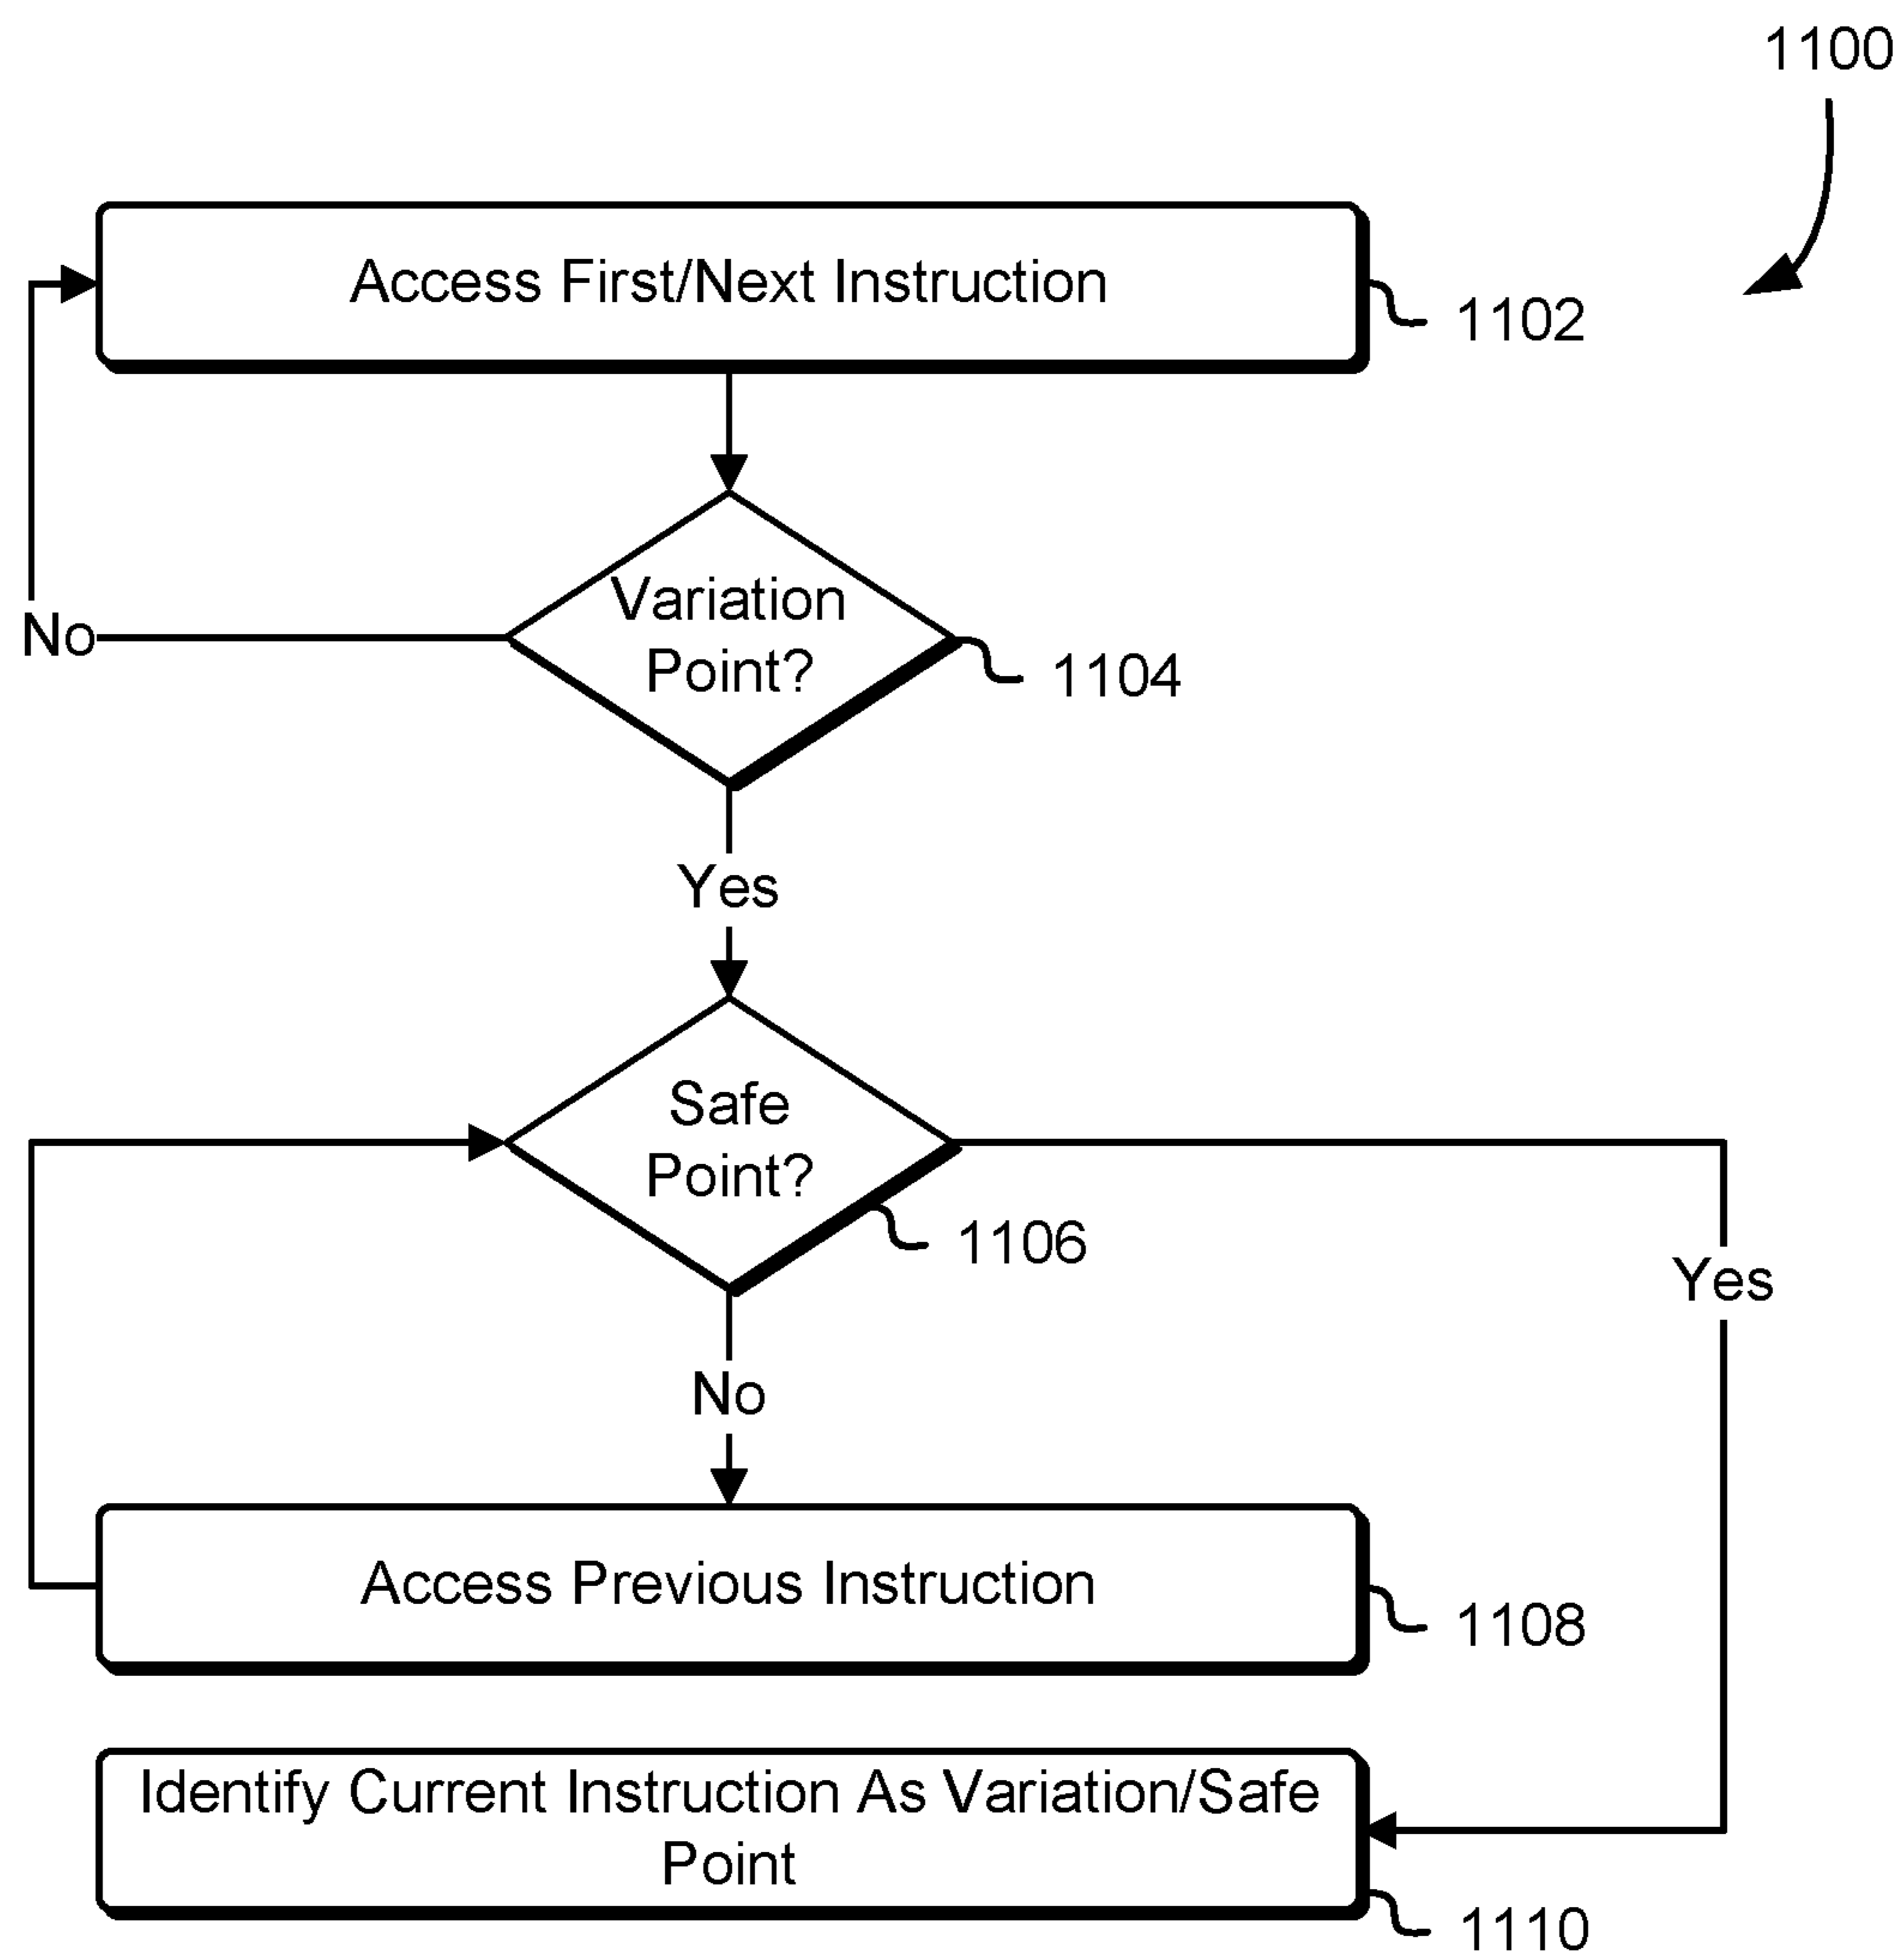 1100
Access First/Next Instruction
1102
Variation
Point?
1104
No
Yes
Safe
Point?
1106
Yes
No
Access Previous Instruction
1108
Identify Current Instruction As Variation/Safe
Point
1110